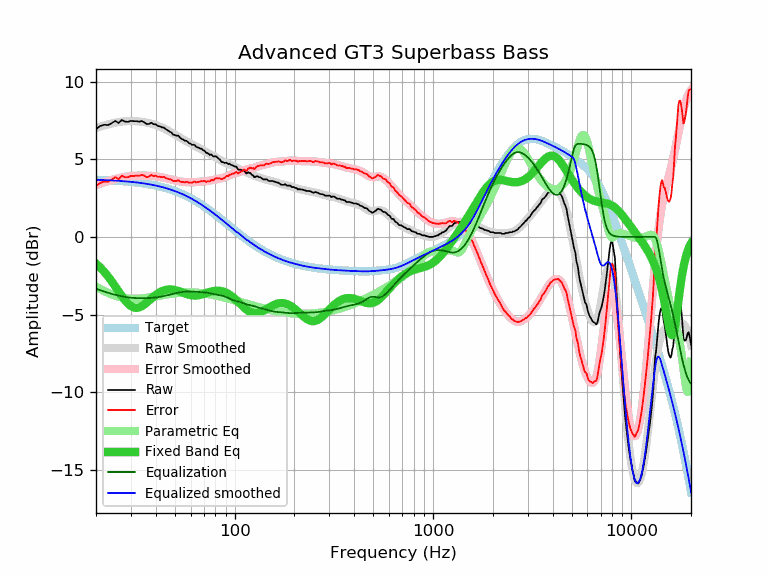 Advanced GT3 Superbass Bass
Amplitude (dBr)
10
5
0
−5
−10
−15
Target
Raw Smoothed
Error Smoothed
Raw
Error
Parametric Eq
Fixed Band Eq
Equalization
Equalized smoothed
100
1000
10000
Frequency (Hz)